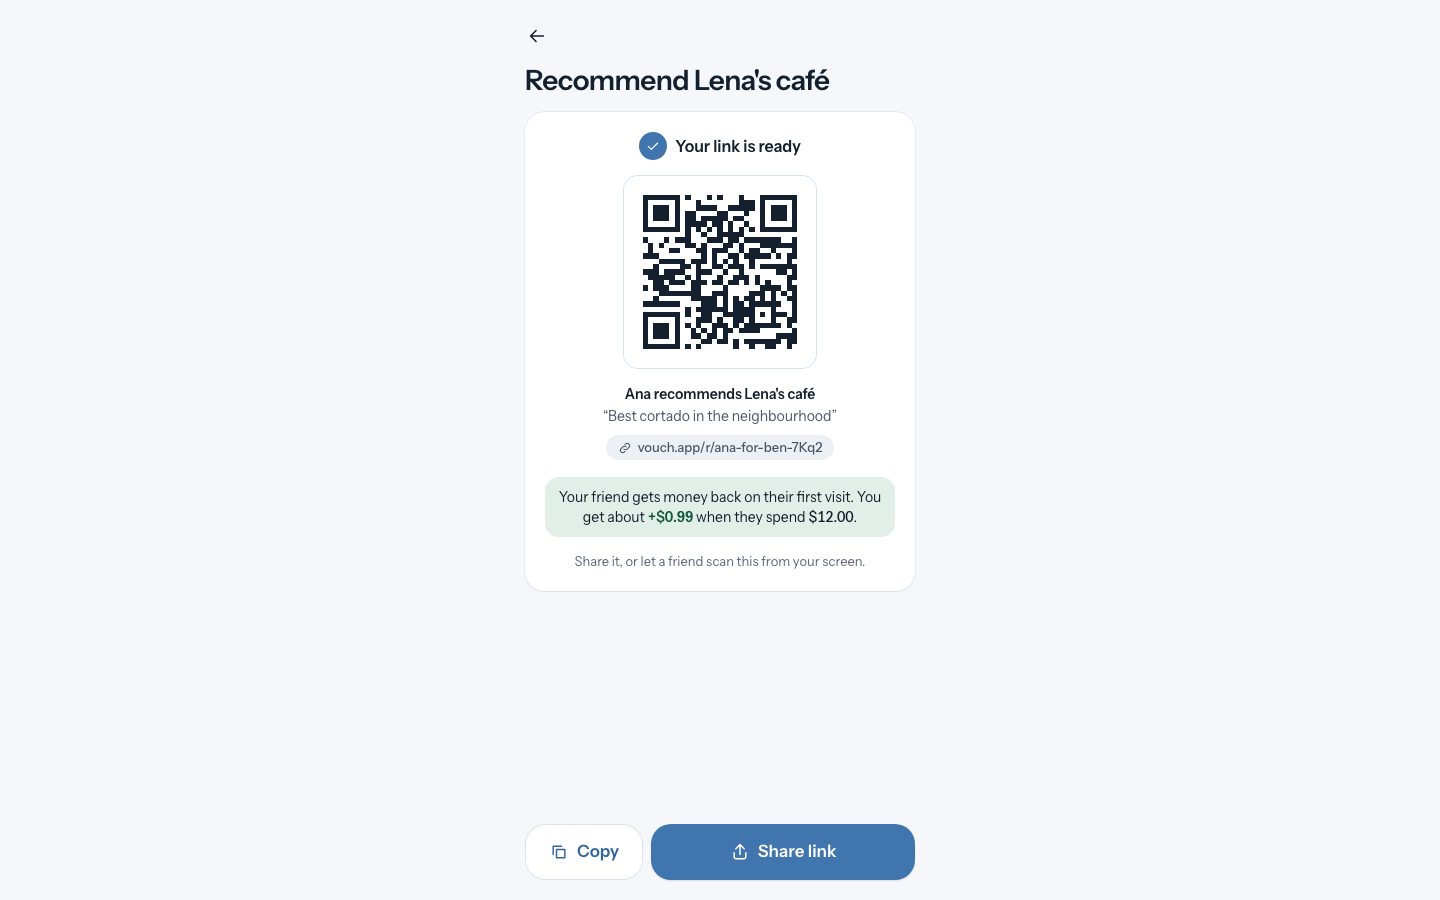 Recommend Lena's café
Your link is ready
Ana recommends Lena's café
“Best cortado in the neighbourhood”
vouch.app/r/ana-for-ben-7Kq2
Your friend gets money back on their first visit. You
get about +$0.99 when they spend $12.00.
Share it, or let a friend scan this from your screen.
Copy
Share link